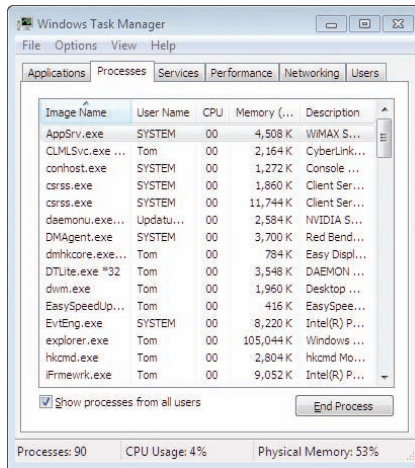 Windows Task Manager
File Options View Help
Applications Processes Services Performance Networking Users
Image Name User Name CPU Memory (... Description
AppSrv.exe SYSTEM 00 4,508 K WiMAX S...
CLMLSvc.exe ... Tom 00 2,164 K CyberLink...
conhost.exe SYSTEM 00 1,272 K Console ...
csrss.exe SYSTEM 00 1,860 K Client Ser...
csrss.exe SYSTEM 00 11,744 K Client Ser...
daemonu.exe... Updatu... 00 2,584 K NVIDIA S...
DMAgent.exe SYSTEM 00 3,700 K Red Bend...
dmhkcore.exe... Tom 00 784 K Easy Displ...
DTLite.exe *32 Tom 00 3,548 K DAEMON ...
dwm.exe Tom 00 1,960 K Desktop ...
EasySpeedUp... Tom 00 416 K EasySpee...
EvtEng.exe SYSTEM 00 8,220 K Intel(R) P...
explorer.exe Tom 00 105,044 K Windows ...
hkcmd.exe Tom 00 2,804 K hkcmd Mo...
iFrmewrk.exe Tom 00 9,052 K Intel(R) P...
Show processes from all users End Process
Processes: 90 CPU Usage: 4% Physical Memory: 53%